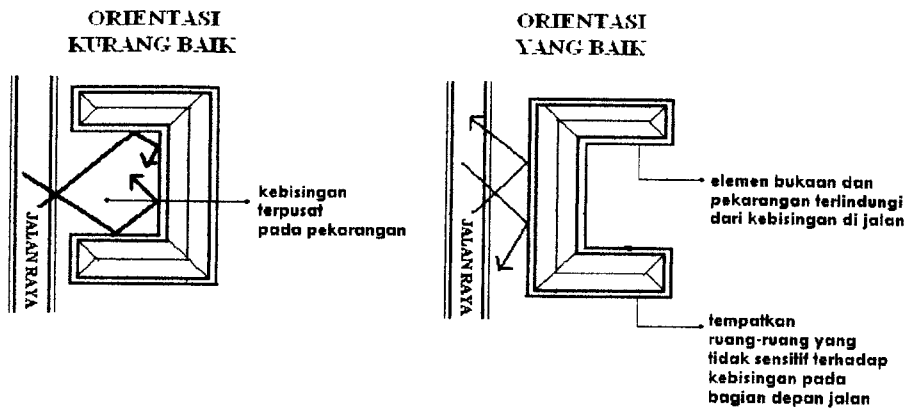 ORIENTASI
KURANG BAIK
JALAN RAYA
kebisingan
terpusat
pada pekarangan
ORIENTASI
YANG BAIK
JALAN RAYA
elemen bukaan dan
pekarangan terlindungi
dari kebisingan di jalan
tempatkan
ruang-ruang yang
tidak sensitif terhadap
kebisingan pada
bagian depan jalan